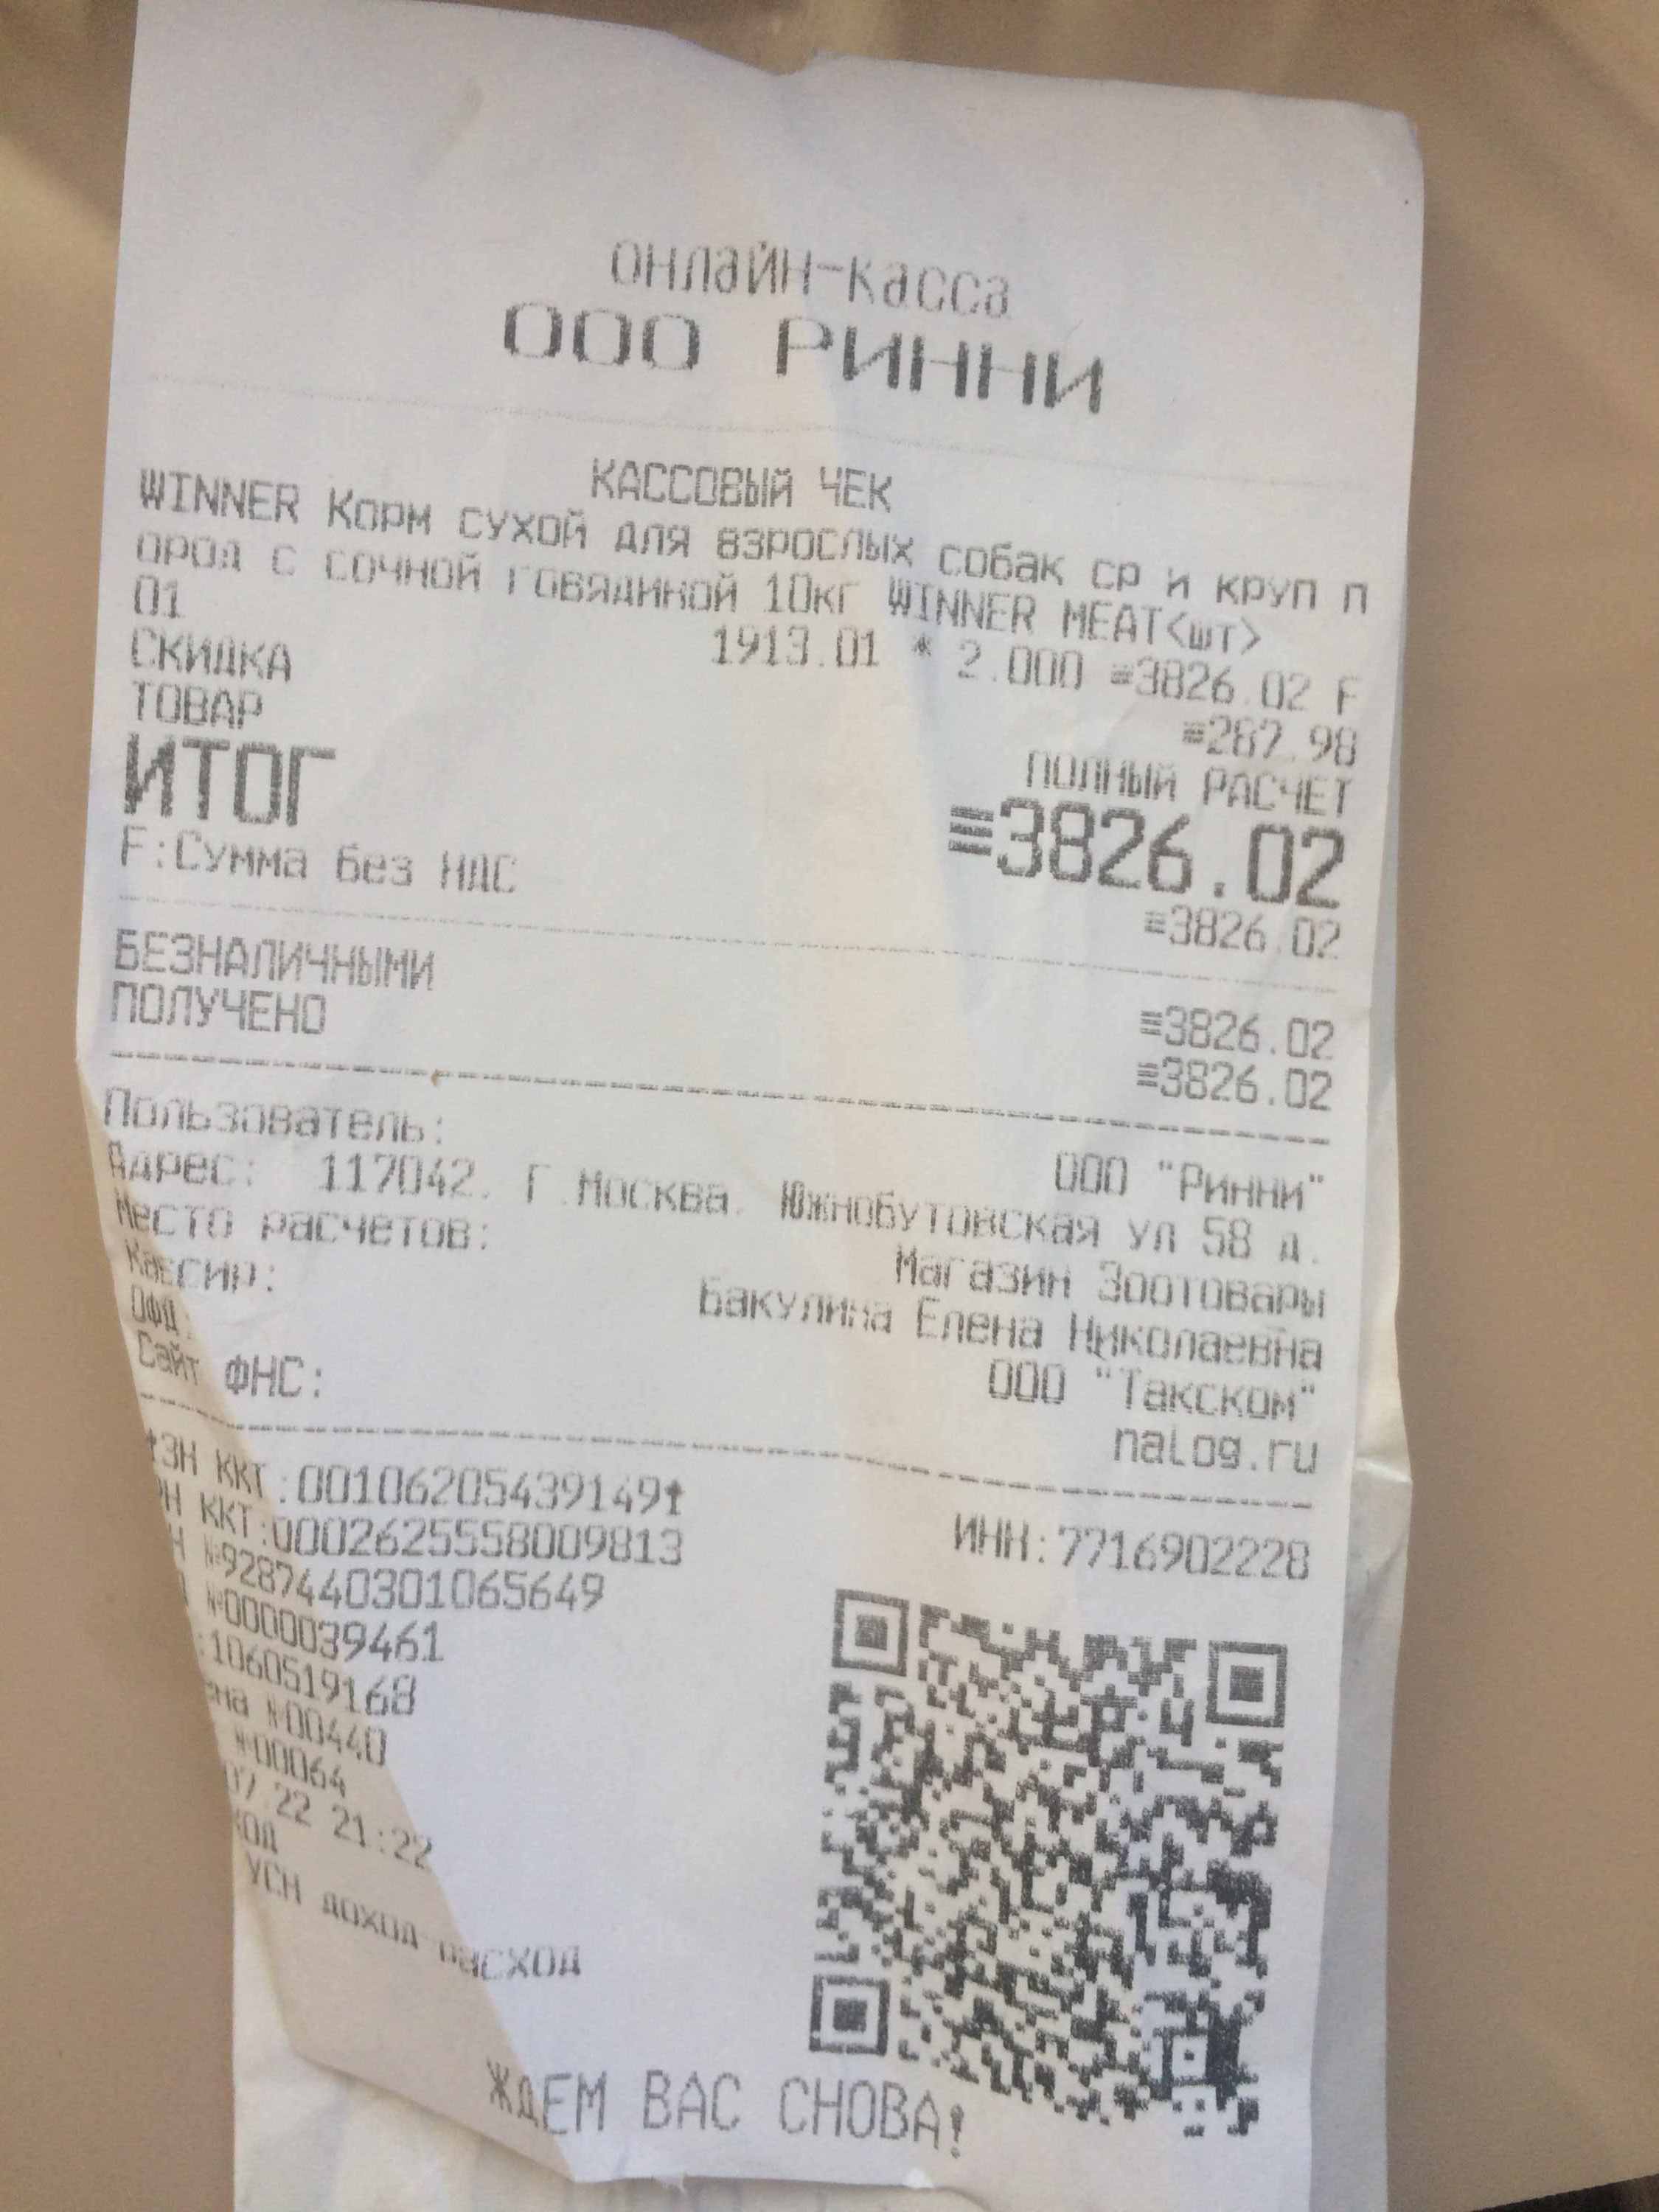 онлайн-касса
ООО РИННИ
КАССОВЫЙ ЧЕК
WINNER Корм сухой для взрослых собак ср и круп п
ород с сочной говядиной 10кг WINNER MEAT<шт>
01 1913.01 * 2.000 ≡3826.02 F
СКИДКА ≡287.98
ТОВАР ПОЛНЫЙ РАСЧЕТ
ИТОГ ≡3826.02
F:Сумма без НДС ≡3826.02
БЕЗНАЛИЧНЫМИ ≡3826.02
ПОЛУЧЕНО ≡3826.02
Пользователь: ООО "Ринни"
Адрес: 117042, Г.Москва, Южнобутовская ул 58 д.
Место расчетов: Магазин Зоотовары
Кассир: Бакулина Елена Николаевна
ОФД: ООО "Такском"
Сайт ФНС: nalog.ru
ЗН ККТ:00106205439149 ИНН:7716902228
Н ККТ:0002625558009813
Н №9287440301065649
№0000039461
:1060519168
на №00440
№00064
07.22 21:22
ОД
УСН доход-расход
ЖДЕМ ВАС СНОВА!